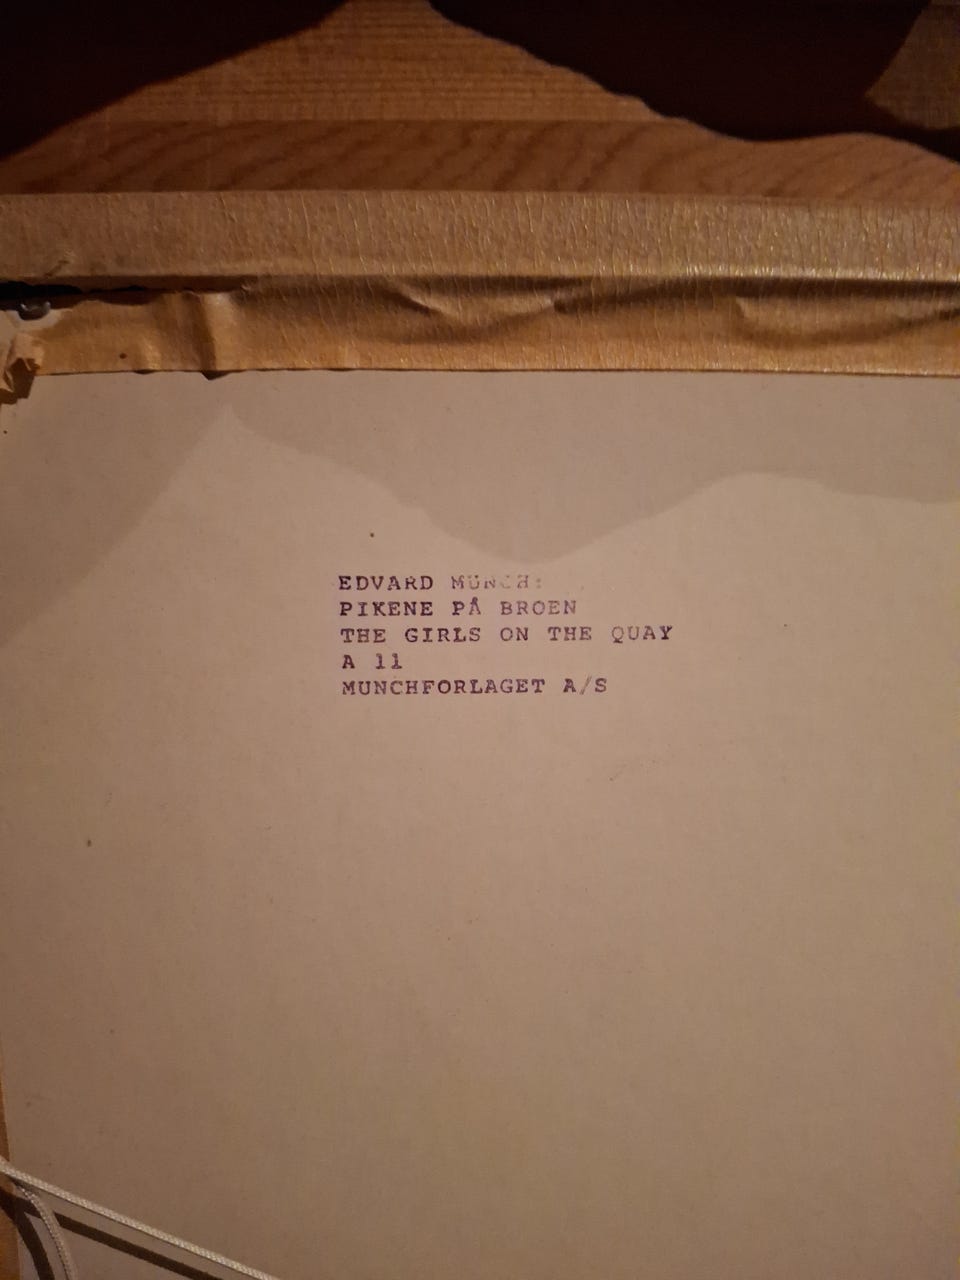 EDVARD MUNCH:
PIKENE PÅ BROEN
THE GIRLS ON THE QUAY
A 11
MUNCHFORLAGET A/S